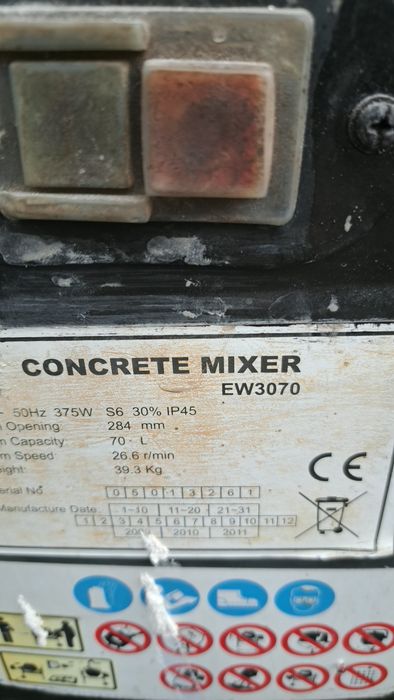 CONCRETE MIXER
EW3070
50Hz 375W S6 30% IP45
Opening 284 mm
Capacity 70 L
Speed 26.6 r/min
39.3 Kg
CE
No 0 5 0 1 3 2 6 1
Manufacture Date 1-10 11-20 21-31
1 2 3 4 5 6 7 8 9 10 11 12
2010 2011